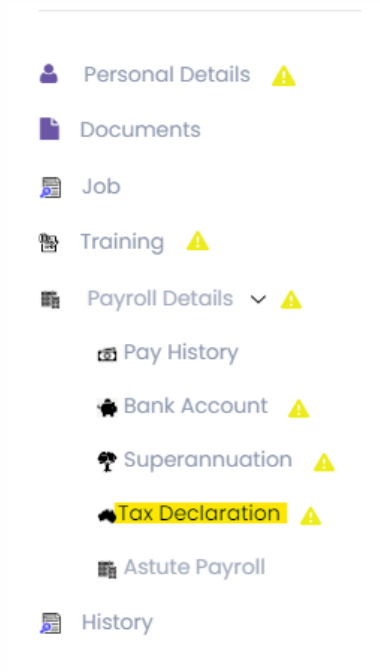 Personal Details
Documents
Job
Training
Payroll Details
Pay History
Bank Account
Superannuation
Tax Declaration
Astute Payroll
History